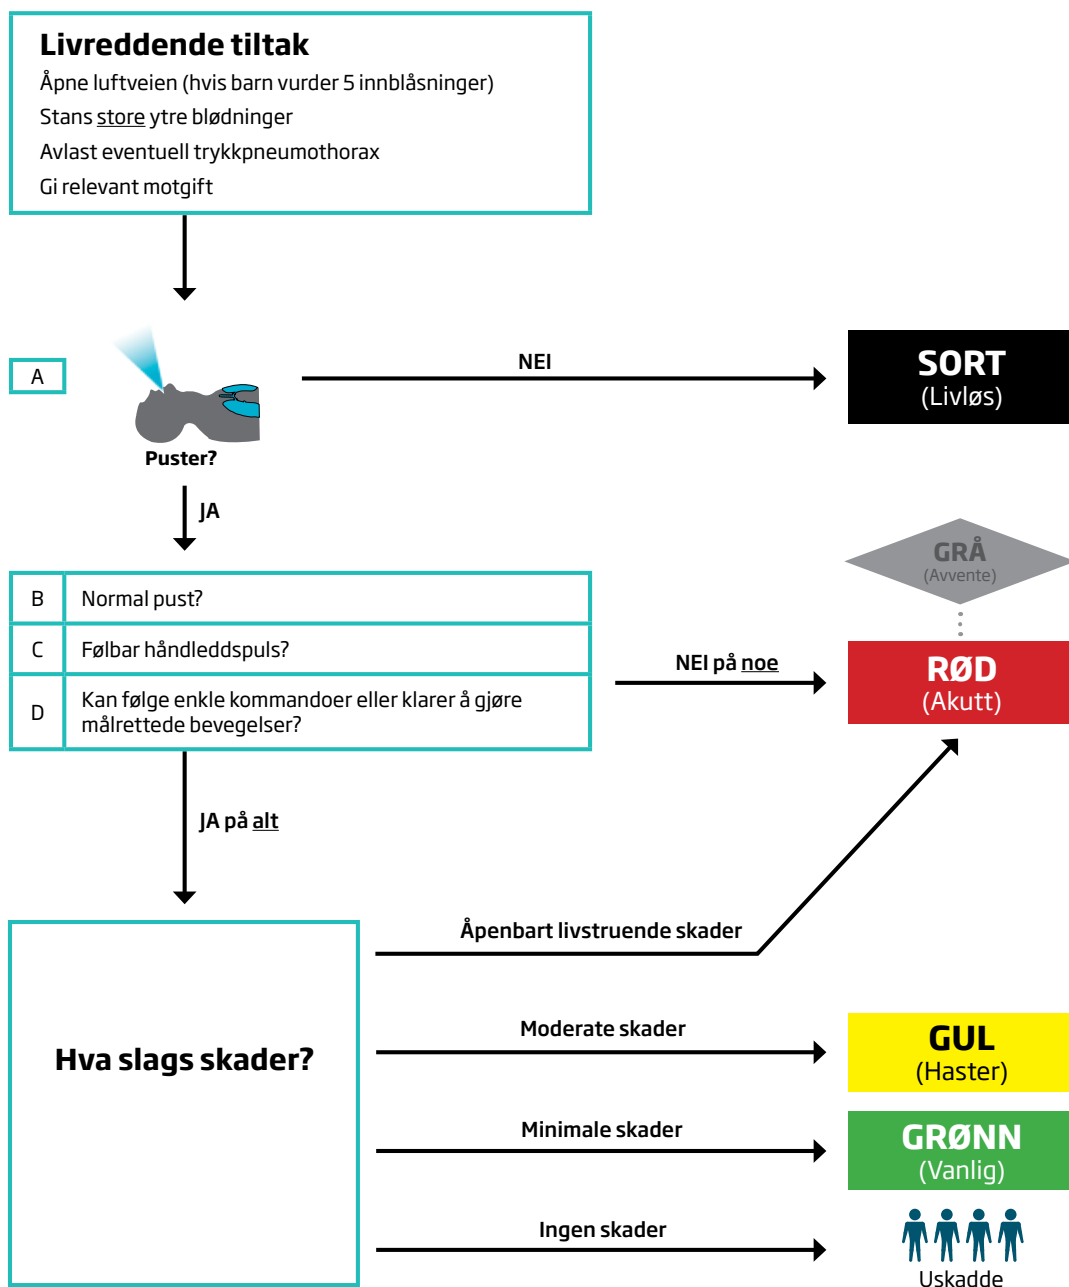 Livreddende tiltak
Åpne luftveien (hvis barn vurder 5 innblåsninger)
Stans store ytre blødninger
Avlast eventuell trykkpneumothorax
Gi relevant motgift
A
Puster?
NEI
SORT
(Livløs)
JA
B Normal pust?
C Følbar håndleddspuls?
D Kan følge enkle kommandoer eller klarer å gjøre
målrettede bevegelser?
NEI på noe
GRÅ
(Avvente)
RØD
(Akutt)
JA på alt
Hva slags skader?
Åpenbart livstruende skader
Moderate skader
GUL
(Haster)
Minimale skader
GRØNN
(Vanlig)
Ingen skader
Uskadde